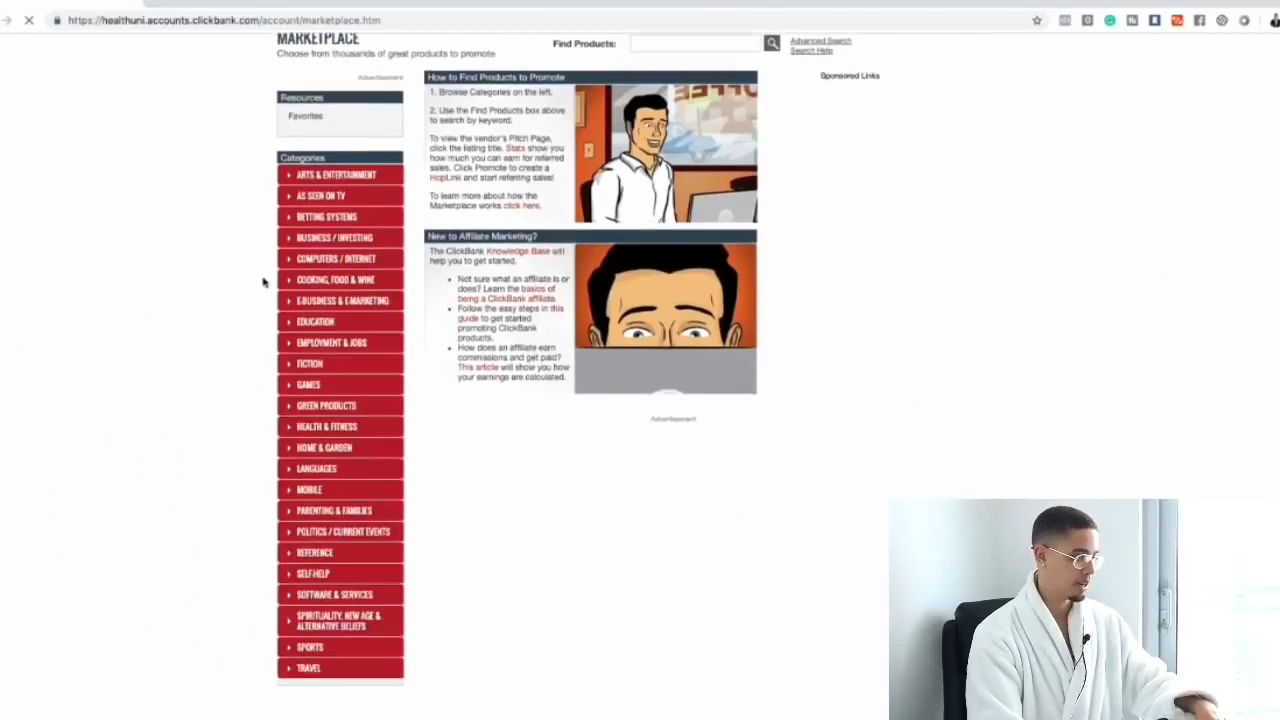 https://healthuni.accounts.clickbank.com/account/marketplace.htm
MARKETPLACE
Choose from thousands of great products to promote
Find Products:
Advanced Search
Search Help
Advertisement
Resources
Favorites
Categories
ARTS & ENTERTAINMENT
AS SEEN ON TV
BETTING SYSTEMS
BUSINESS / INVESTING
COMPUTERS / INTERNET
COOKING, FOOD & WINE
E-BUSINESS & E-MARKETING
EDUCATION
EMPLOYMENT & JOBS
FICTION
GAMES
GREEN PRODUCTS
HEALTH & FITNESS
HOME & GARDEN
LANGUAGES
MOBILE
PARENTING & FAMILIES
POLITICS / CURRENT EVENTS
REFERENCE
SELF-HELP
SOFTWARE & SERVICES
SPIRITUALITY, NEW AGE &
ALTERNATIVE BELIEFS
SPORTS
TRAVEL
How to Find Products to Promote
1. Browse Categories on the left.
2. Use the Find Products box above
to search by keyword.
To view the vendor's Pitch Page,
click the listing title. Stats show you
how much you can earn for referred
sales. Click Promote to create a
HopLink and start referring sales!
To learn more about how the
Marketplace works click here.
COFFEE
New to Affiliate Marketing?
The ClickBank Knowledge Base will
help you to get started.
Not sure what an affiliate is or
does? Learn the basics of
being a ClickBank affiliate.
Follow the easy steps in this
guide to get started
promoting ClickBank
products.
How does an affiliate earn
commissions and get paid?
This article will show you how
your earnings are calculated.
Advertisement
Sponsored Links